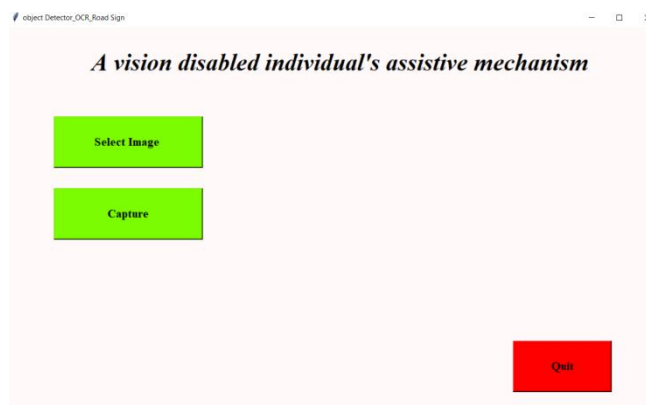 object Detector_OCR_Road Sign
A vision disabled individual's assistive mechanism
Select Image
Capture
Quit